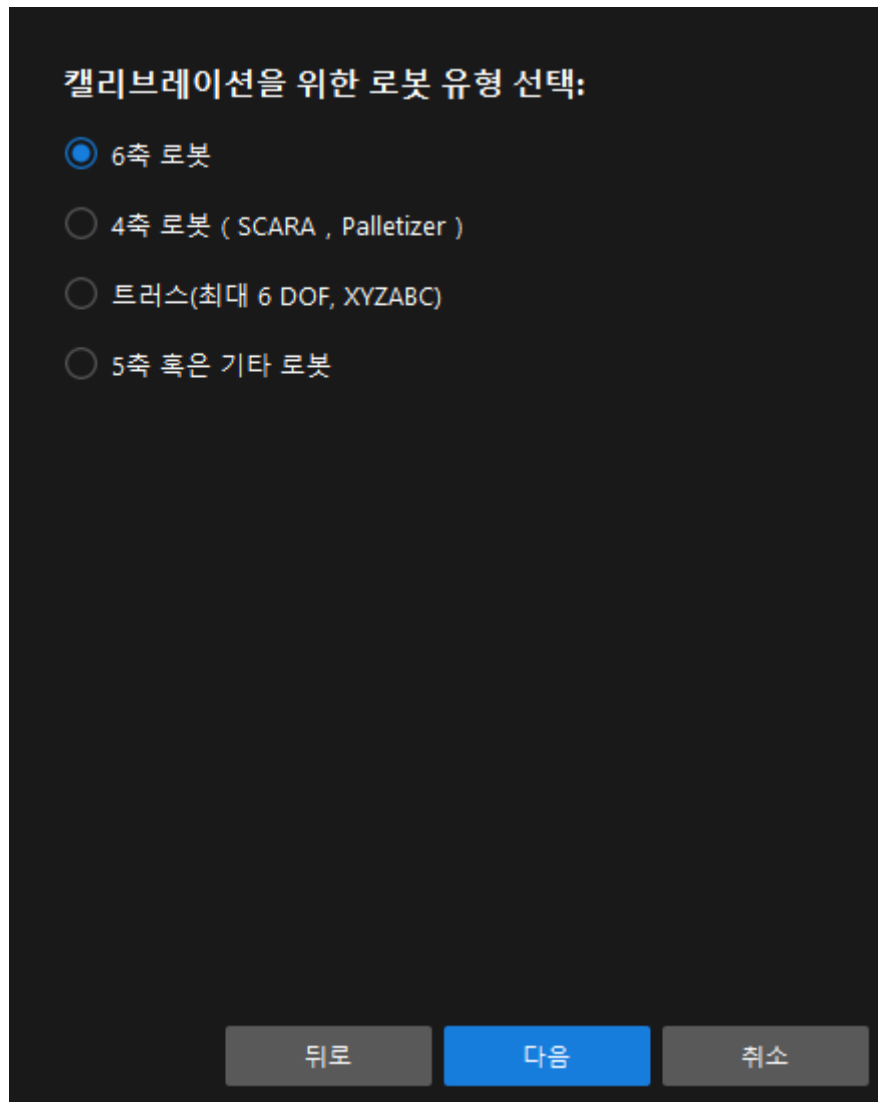 캘리브레이션을 위한 로봇 유형 선택:
6축 로봇
4축 로봇 ( SCARA , Palletizer )
트러스(최대 6 DOF, XYZABC)
5축 혹은 기타 로봇
뒤로
다음
취소